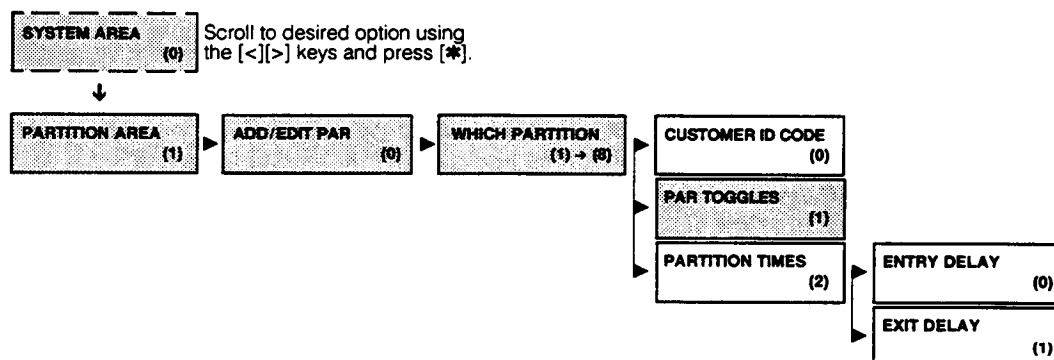 SYSTEM AREA
(0)
Scroll to desired option using
the [<][>] keys and press [✱].
PARTITION AREA
(1)
ADD/EDIT PAR
(0)
WHICH PARTITION
(1) → (8)
CUSTOMER ID CODE
(0)
PAR TOGGLES
(1)
PARTITION TIMES
(2)
ENTRY DELAY
(0)
EXIT DELAY
(1)